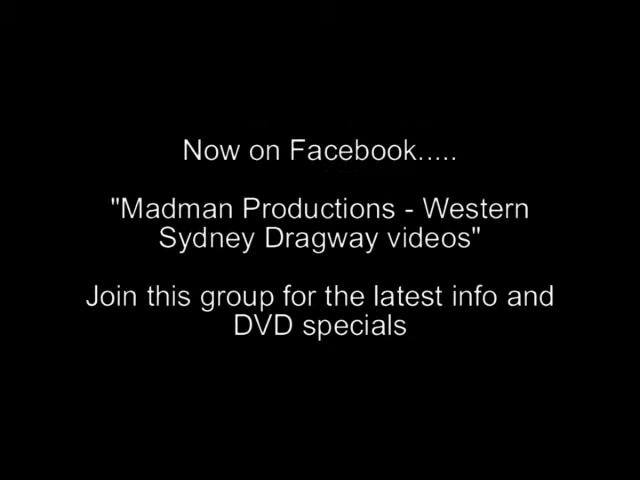 Now on Facebook.....
"Madman Productions - Western
Sydney Dragway videos"
Join this group for the latest info and
DVD specials